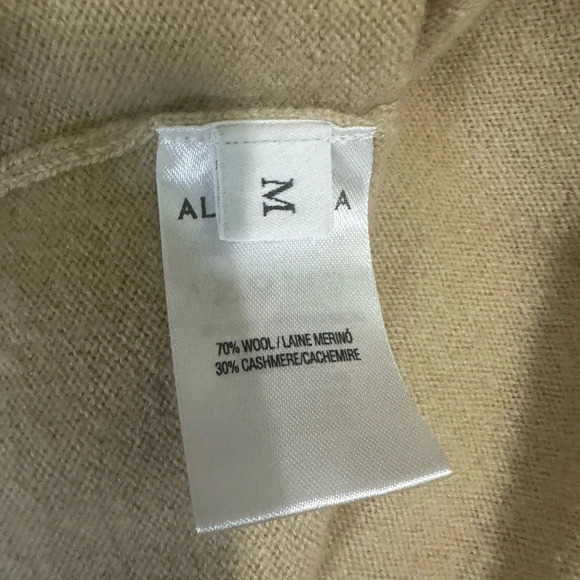 M
AL A
70% WOOL / LAINE MERINÓ
30% CASHMERE/CACHEMIRE